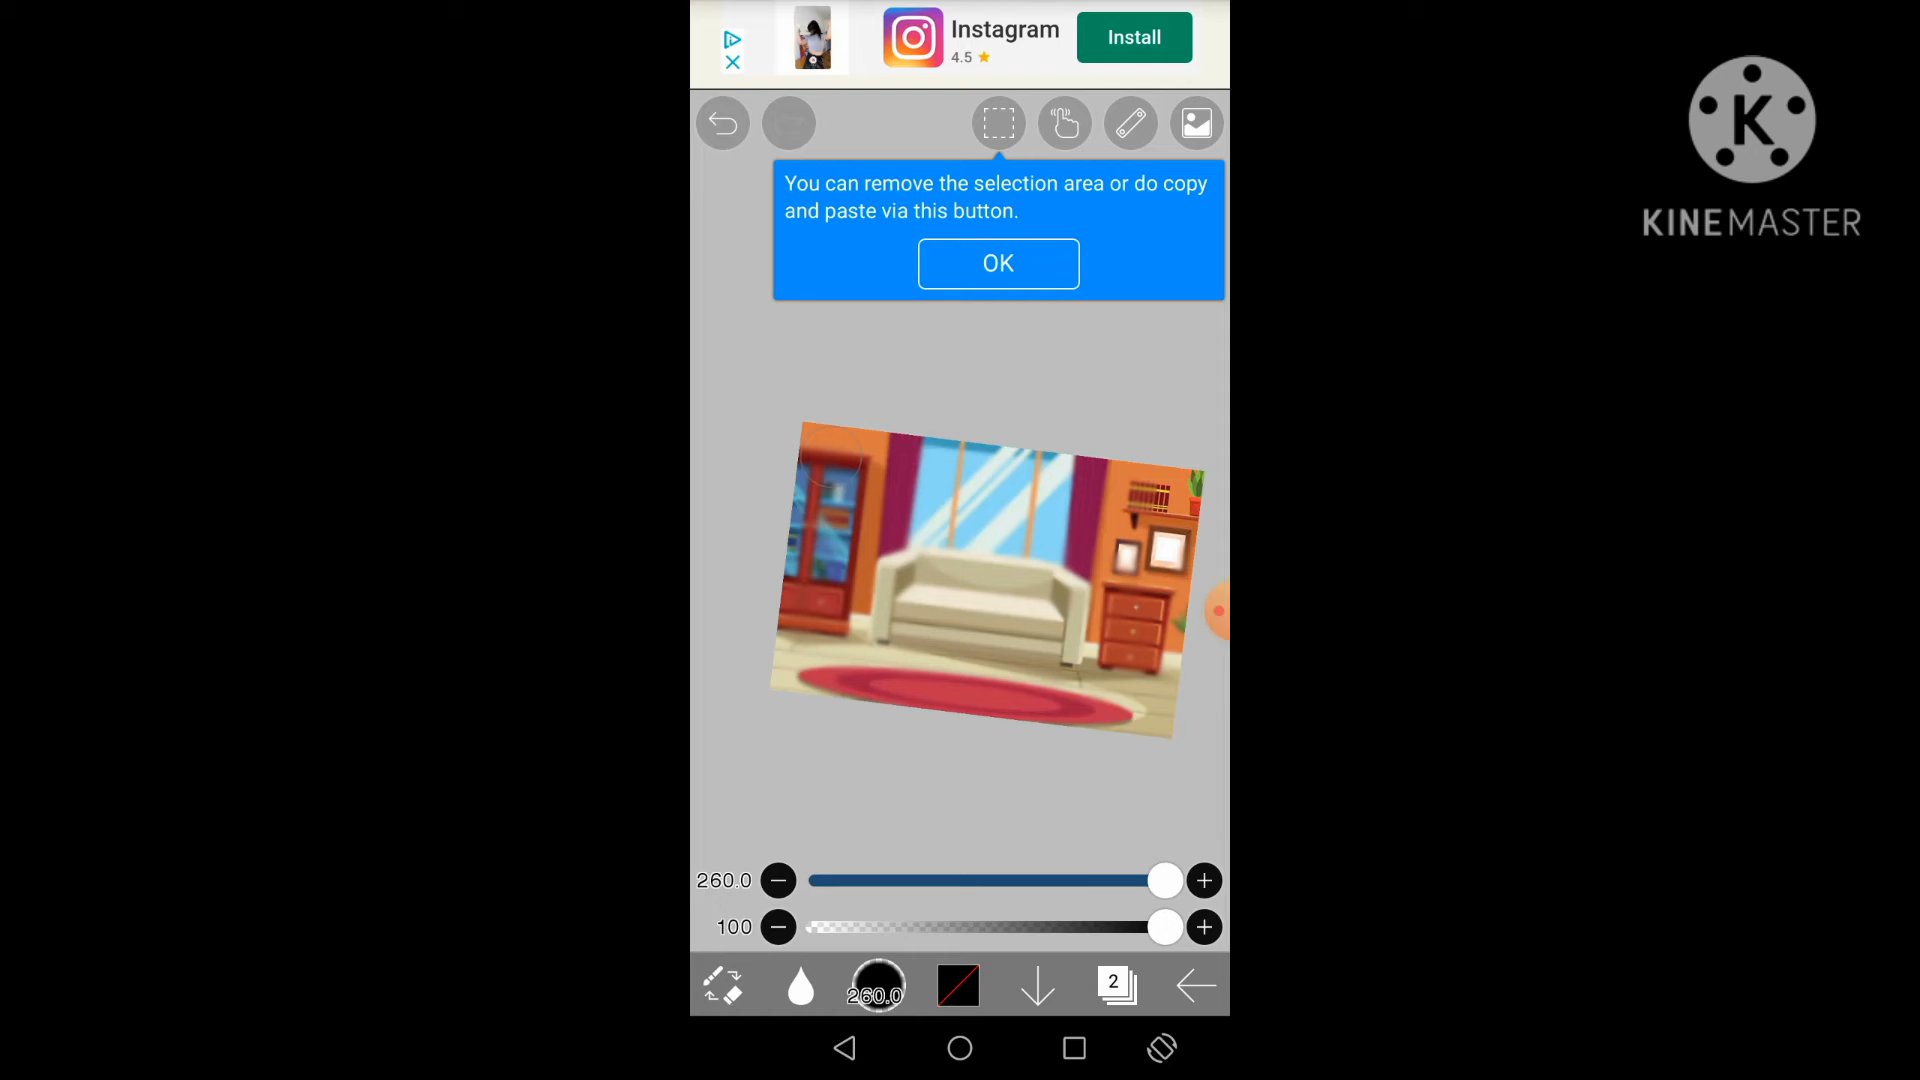 Instagram
Install
4.5
You can remove the selection area or do copy
and paste via this button.
OK
K
KINEMASTER
260.0
100
260.0
2